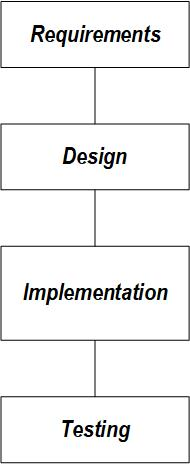 Requirements
Design
Implementation
Testing